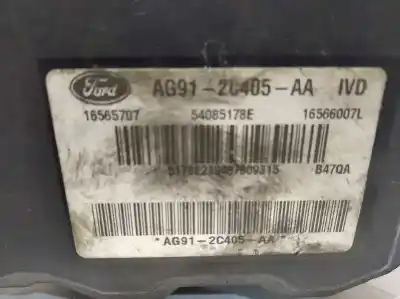 Ford AG91-2C405-AA IVD
16565707 54085178E 16566007L
B47QA
*AG91-2C405-AA*